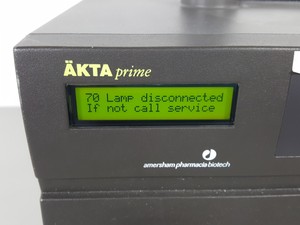 ÄKTA prime
70 Lamp disconnected
If not call service
amersham pharmacia biotech